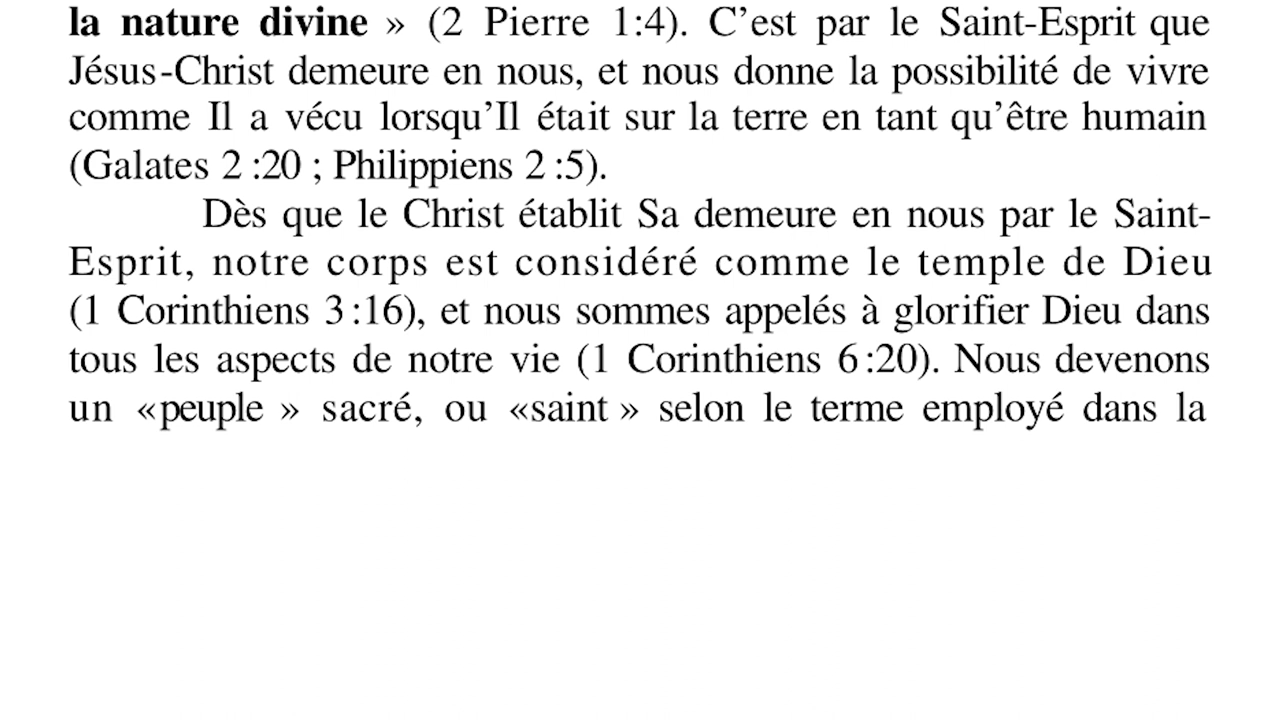 la nature divine » (2 Pierre 1:4). C’est par le Saint-Esprit que
Jésus-Christ demeure en nous, et nous donne la possibilité de vivre
comme Il a vécu lorsqu’Il était sur la terre en tant qu’être humain
(Galates 2 :20 ; Philippiens 2 :5).
Dès que le Christ établit Sa demeure en nous par le Saint-
Esprit, notre corps est considéré comme le temple de Dieu
(1 Corinthiens 3 :16), et nous sommes appelés à glorifier Dieu dans
tous les aspects de notre vie (1 Corinthiens 6 :20). Nous devenons
un «peuple » sacré, ou «saint » selon le terme employé dans la